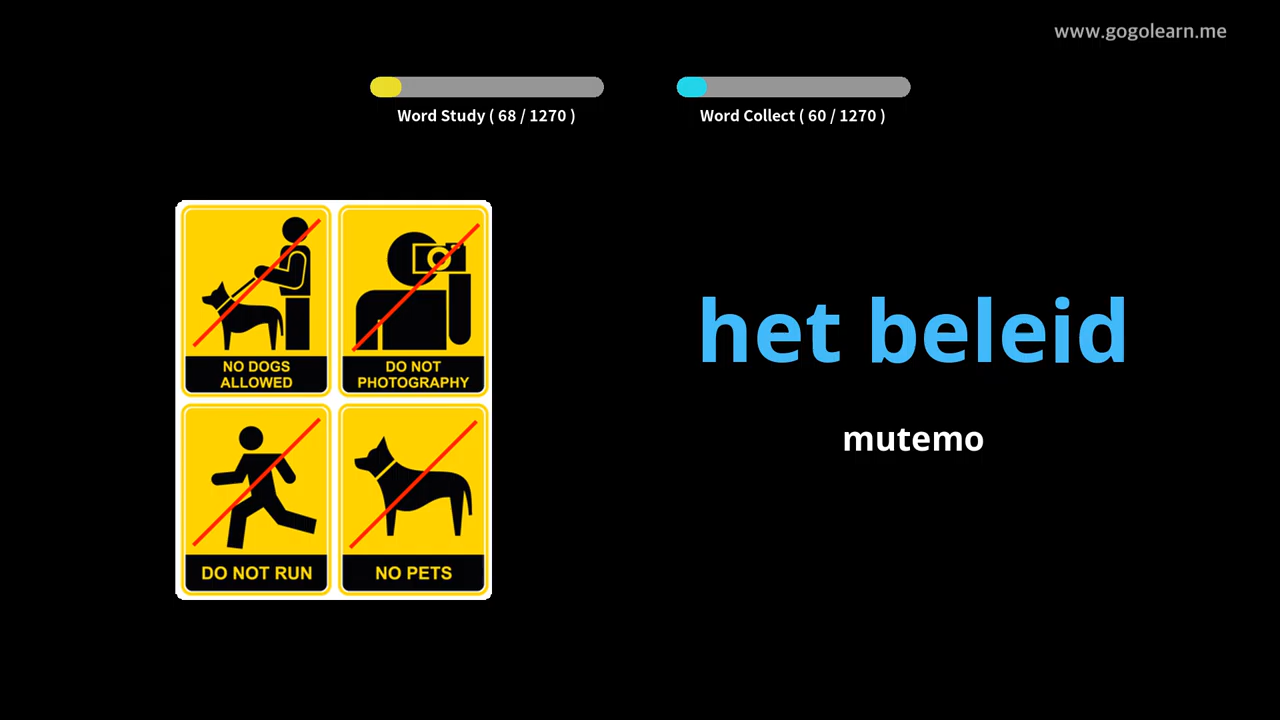 www.gogolearn.me
Word Study ( 68 / 1270 )
Word Collect ( 60 / 1270 )
NO DOGS
ALLOWED
DO NOT
PHOTOGRAPHY
DO NOT RUN
NO PETS
het beleid
mutemo